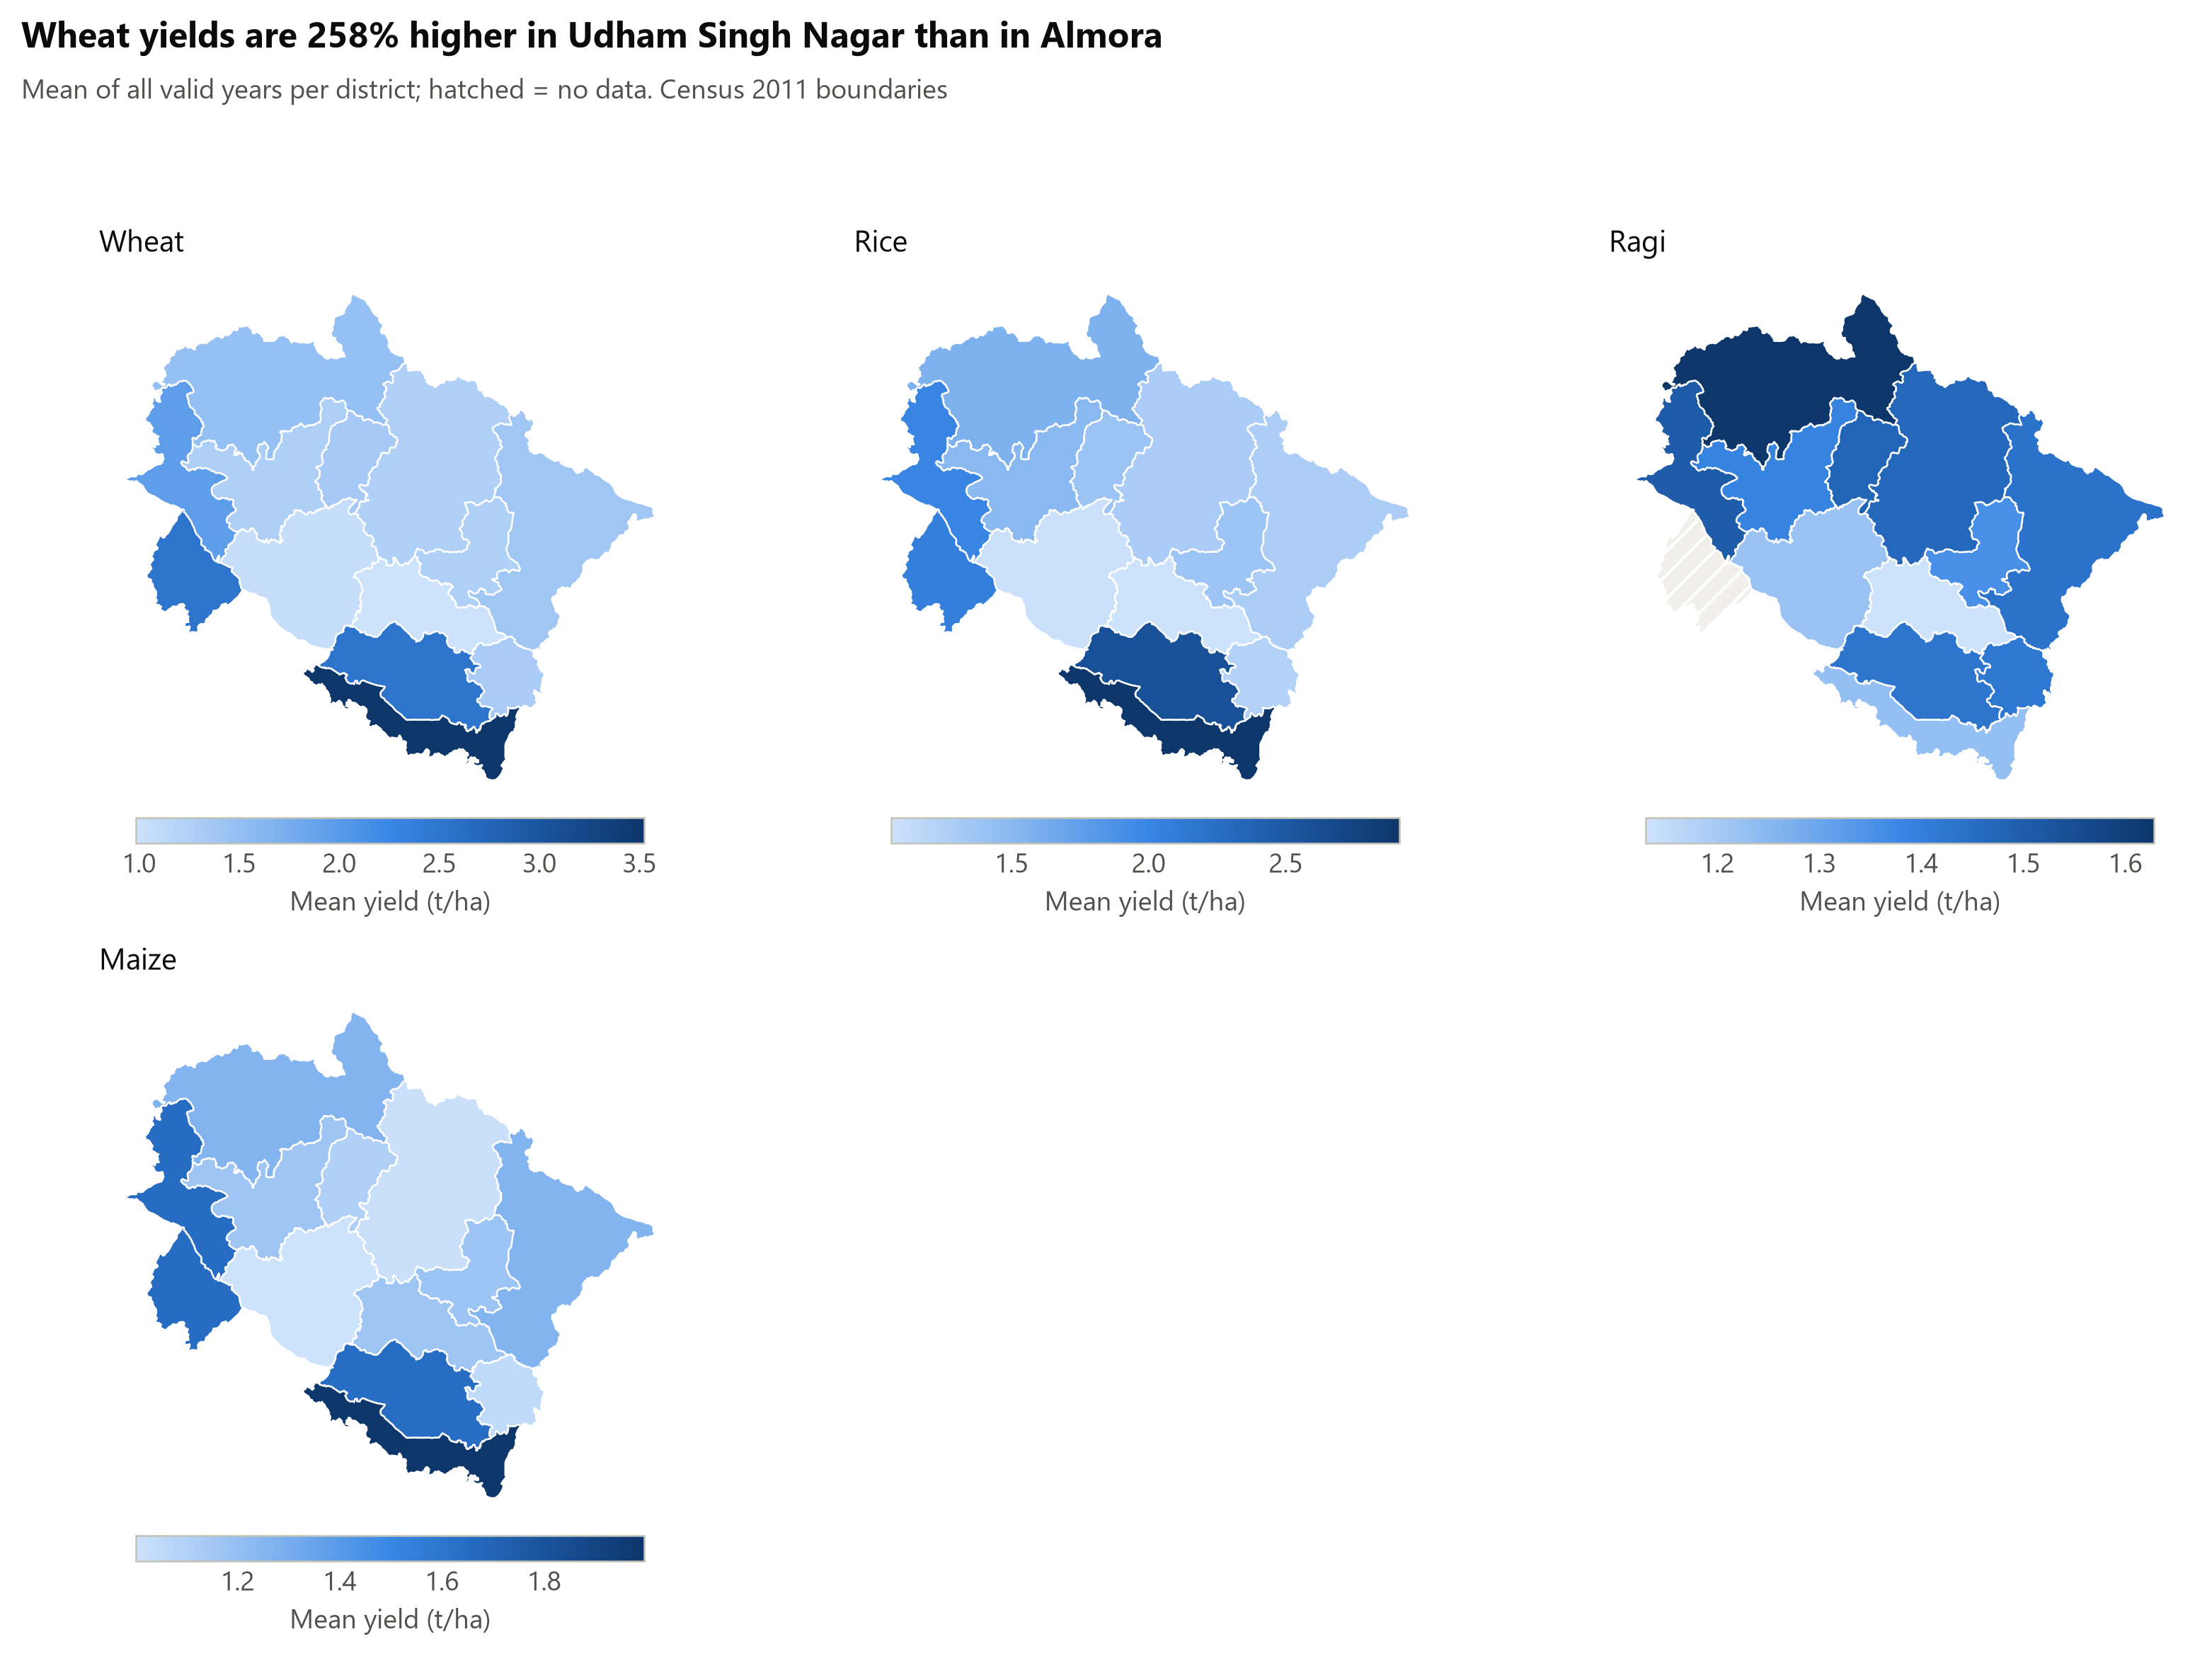 Wheat yields are 258% higher in Udham Singh Nagar than in Almora
Mean of all valid years per district; hatched = no data. Census 2011 boundaries
Wheat
Rice
Ragi
1.0 1.5 2.0 2.5 3.0 3.5
Mean yield (t/ha)
1.5 2.0 2.5
Mean yield (t/ha)
1.2 1.3 1.4 1.5 1.6
Mean yield (t/ha)
Maize
1.2 1.4 1.6 1.8
Mean yield (t/ha)